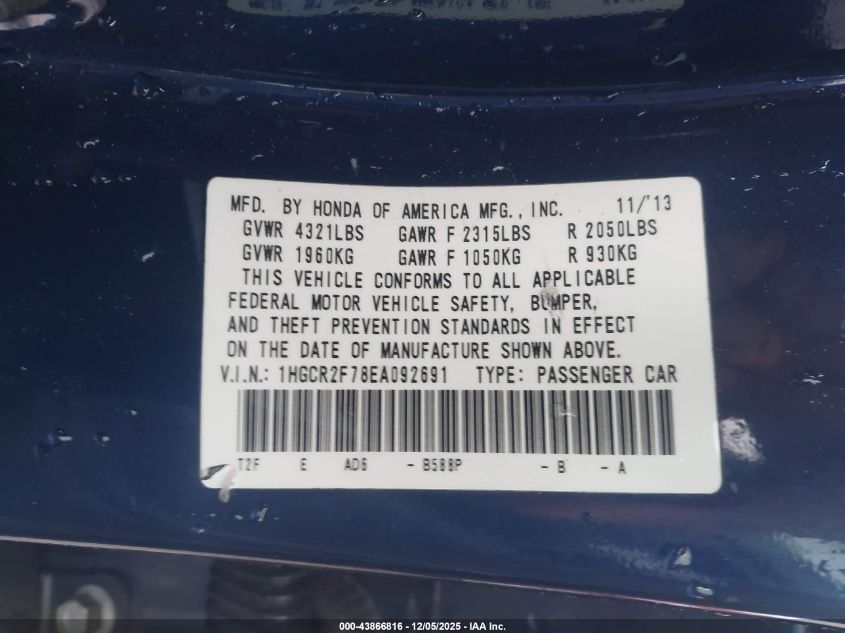 MFD. BY HONDA OF AMERICA MFG., INC. 11/'13
GVWR 4321LBS GAWR F 2315LBS R 2050LBS
GVWR 1960KG GAWR F 1050KG R 930KG
THIS VEHICLE CONFORMS TO ALL APPLICABLE
FEDERAL MOTOR VEHICLE SAFETY, BUMPER,
AND THEFT PREVENTION STANDARDS IN EFFECT
ON THE DATE OF MANUFACTURE SHOWN ABOVE.
V.I.N.: 1HGCR2F78EA092691 TYPE: PASSENGER CAR
T2F E AD6 - B588P - B - A
000-43866816 - 12/05/2025 - IAA Inc.